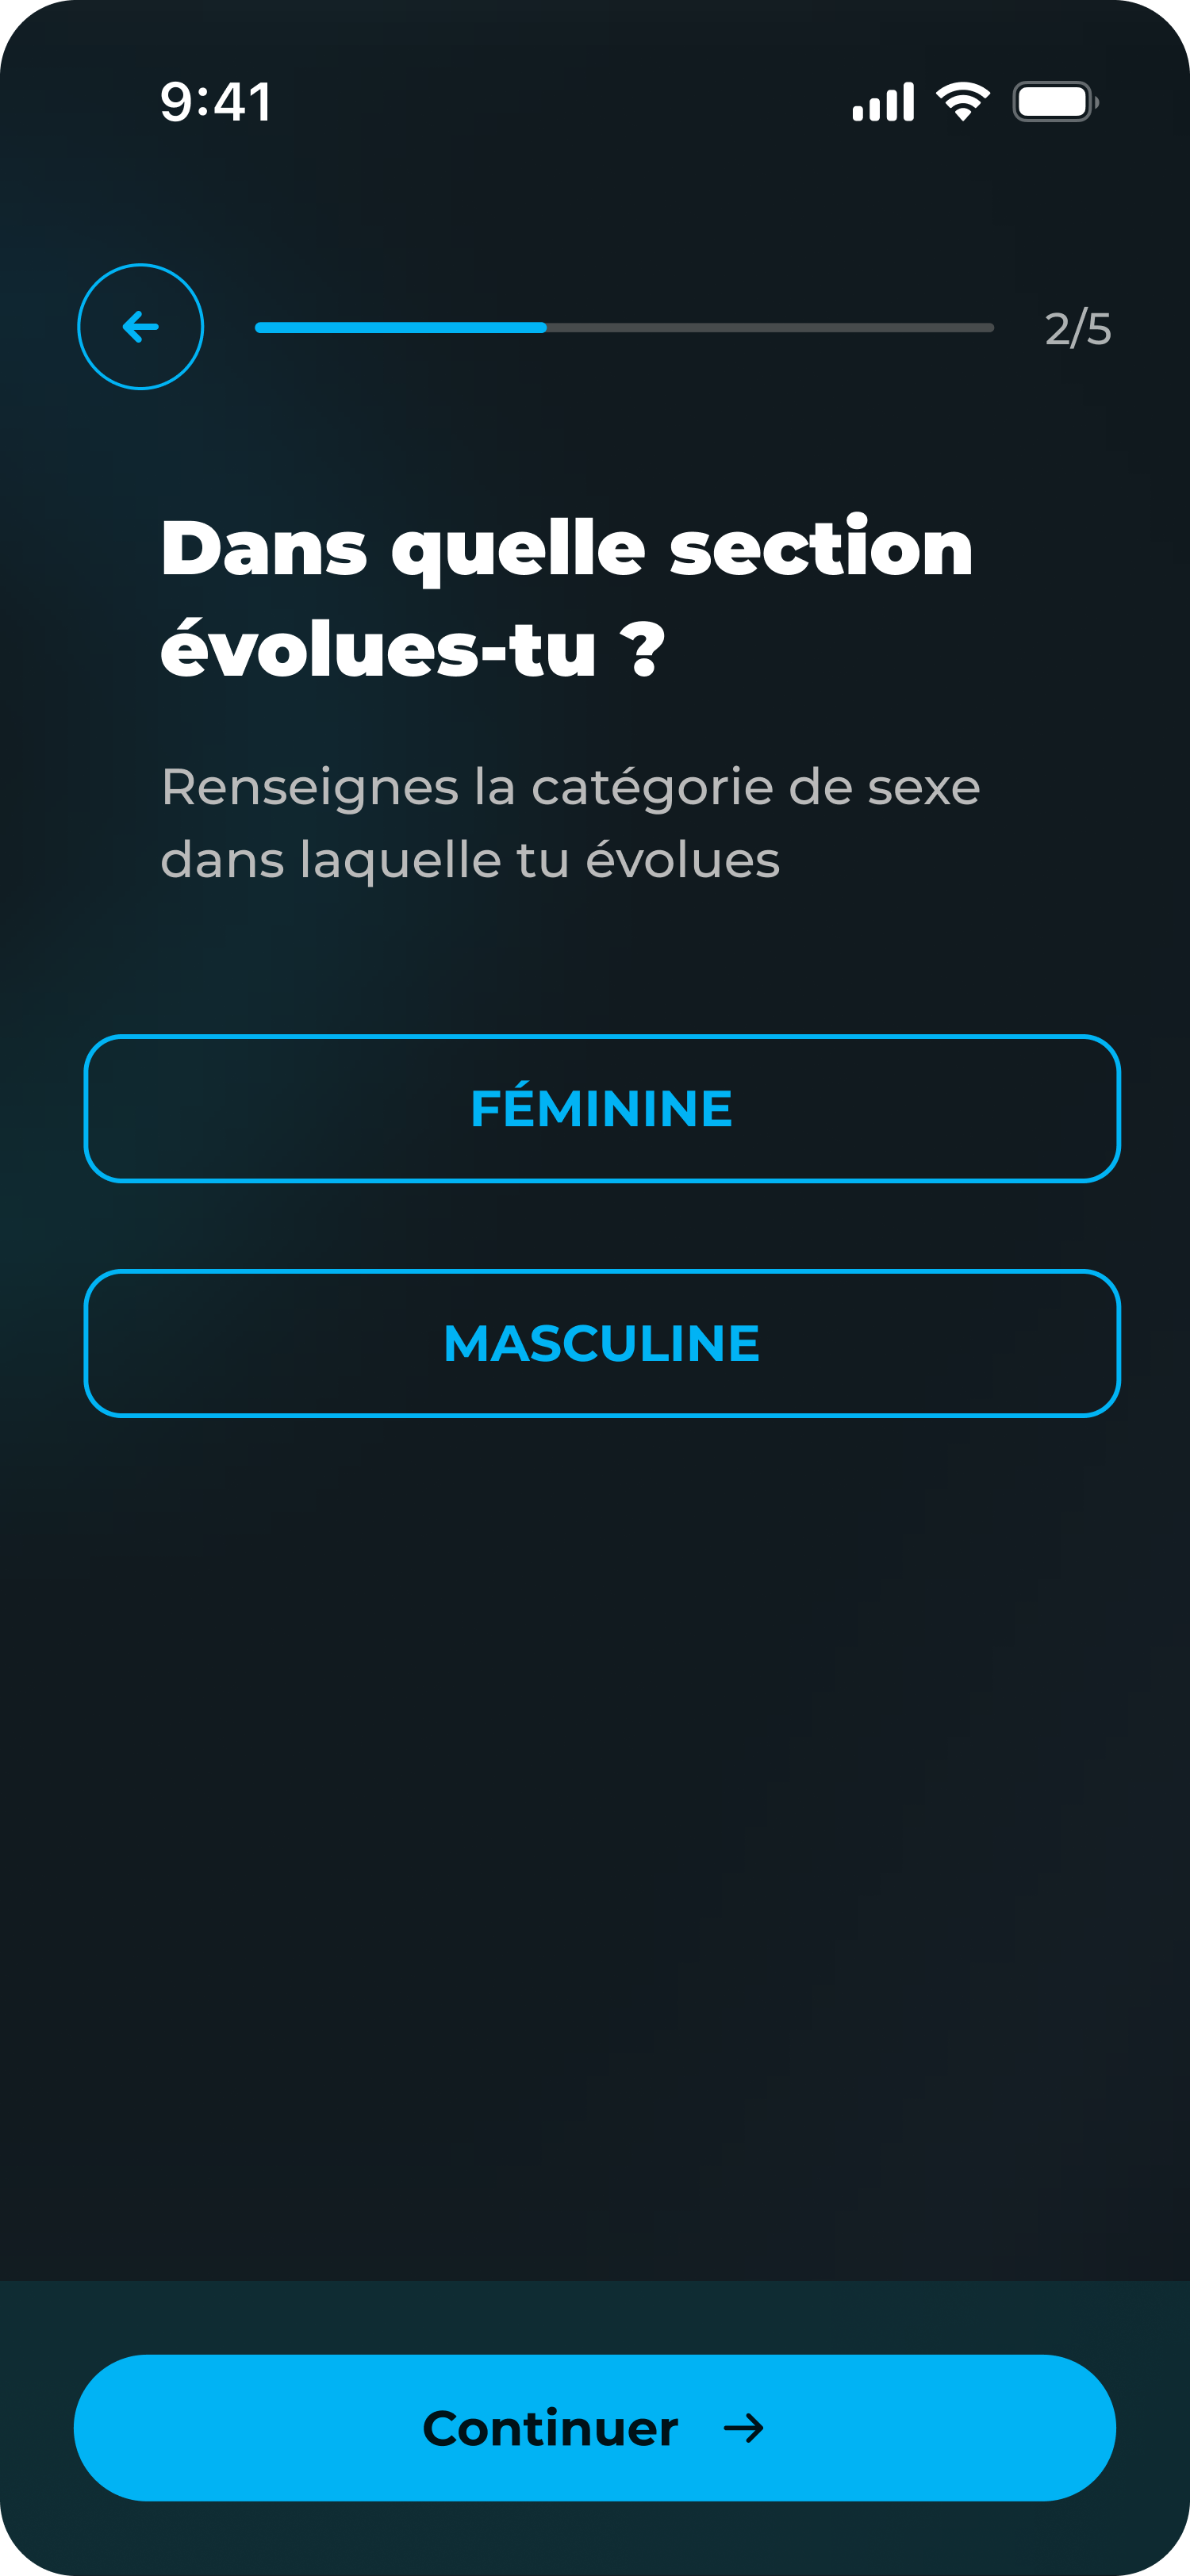 9:41
2/5
Dans quelle section
évolues-tu ?
Renseignes la catégorie de sexe
dans laquelle tu évolues
FÉMININE
MASCULINE
Continuer